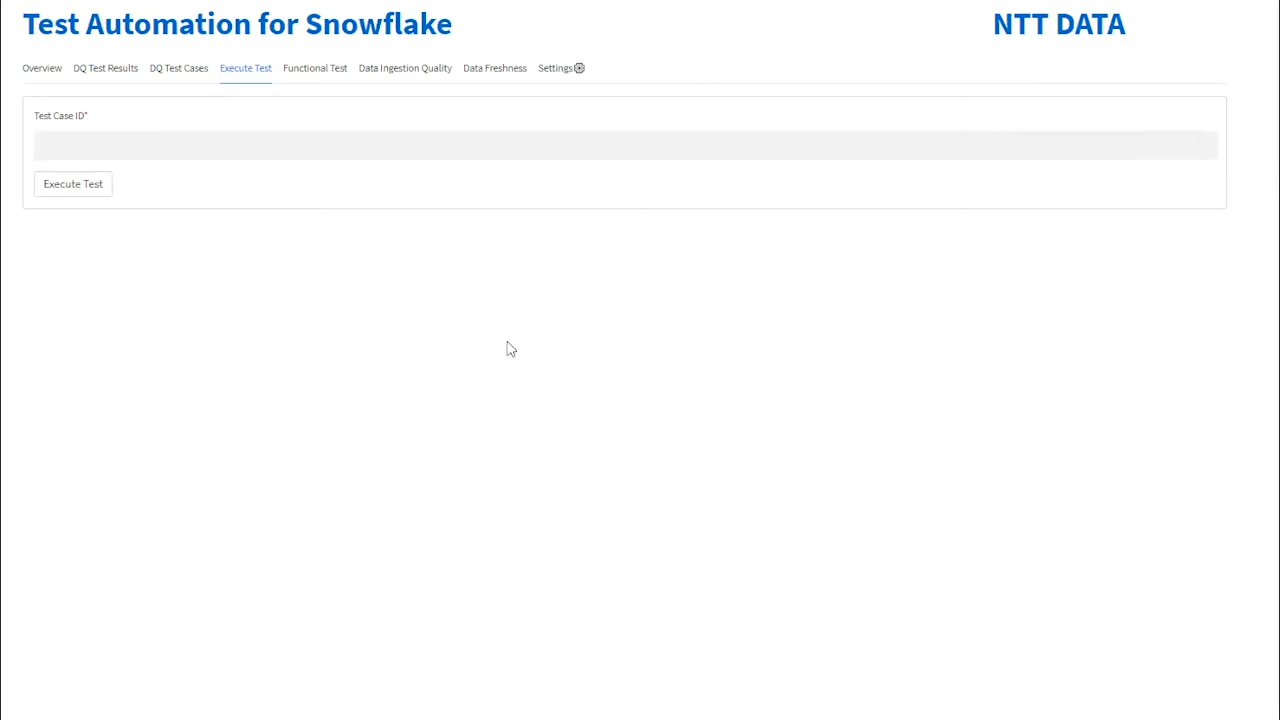 Test Automation for Snowflake NTT DATA
Overview DQ Test Results DQ Test Cases Execute Test Functional Test Data Ingestion Quality Data Freshness Settings
Test Case ID*
Execute Test